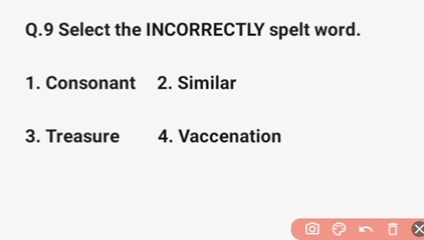 Q.9 Select the INCORRECTLY spelt word.
1. Consonant 2. Similar
3. Treasure 4. Vaccenation